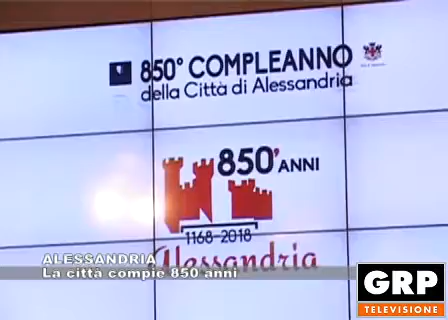 850° COMPLEANNO
della Città di Alessandria
850' ANNI
1168-2018
Alessandria
ALESSANDRIA
La città compie 850 anni
GRP
TELEVISIONE